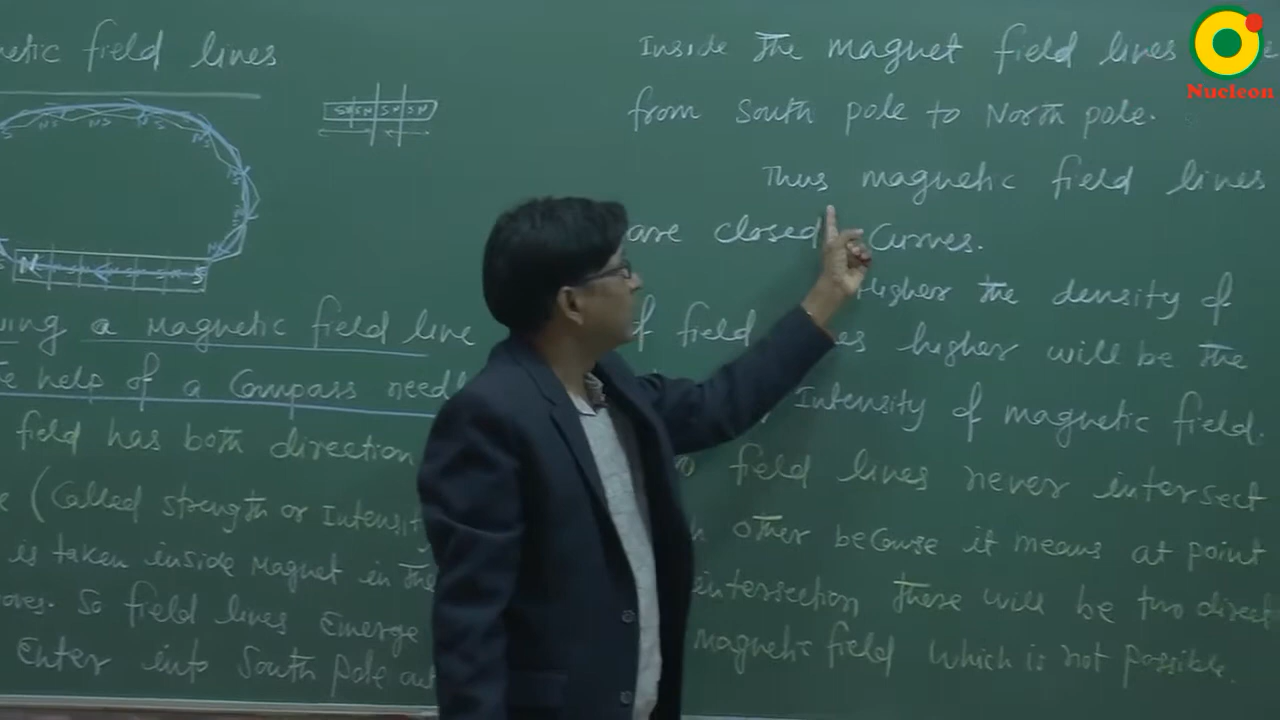 field lines
S N S N S N S N
N S
a Magnetic field line
help of a Compass
field has both direction
(Called strength or
is taken inside Magnet in the
So field lines Emerge
Enter into South pole
Inside the magnet field lines
from South pole to North pole.
Thus magnetic field lines
are closed Curves.
Higher the density of
of field higher will be the
Intensity of magnetic field.
field lines never intersect
other because it means at point
intersection there will be two
magnetic field which is not possible.
Nucleon